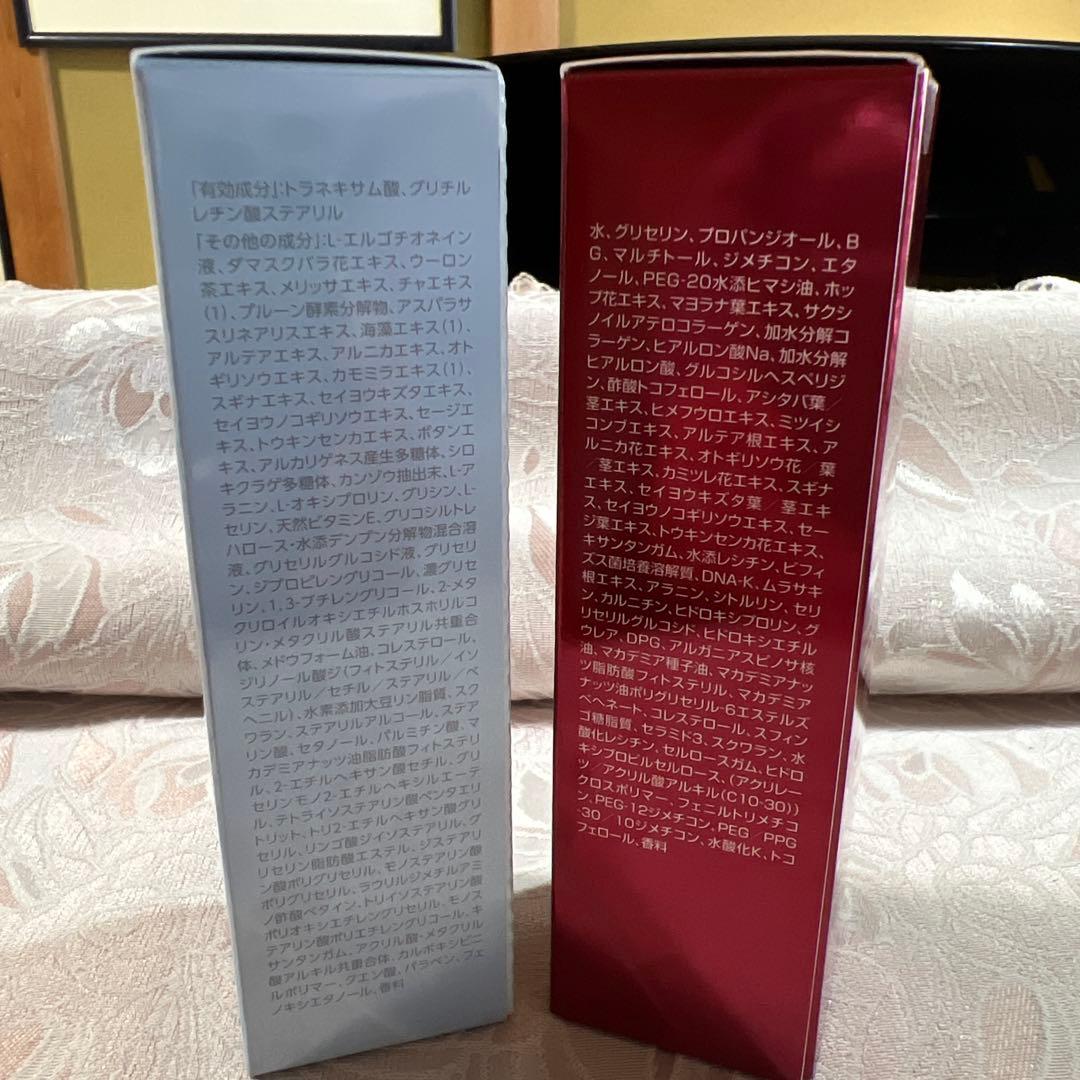 「有効成分」:トラネキサム酸、グリチル
レチン酸ステアリル
「その他の成分」:L-エルゴチオネイン
液、ダマスクバラ花エキス、ウーロン
茶エキス、メリッサエキス、チャエキス
(1)、プルーン酵素分解物、アスパラサ
スリネアリスエキス、海藻エキス(1)、
アルテアエキス、アルニカエキス、オト
ギリソウエキス、カモミラエキス(1)、
スギナエキス、セイヨウキズタエキス、
セイヨウノコギリソウエキス、セージエ
キス、トウキンセンカエキス、ボタンエ
キス、アルカリゲネス産生多糖体、シロ
キクラゲ多糖体、カンゾウ抽出末、L-ア
ラニン、L-オキシプロリン、グリシン、L-
セリン、天然ビタミンE、グリコシルトレ
ハロース・水添デンプン分解物混合溶
液、グリセリルグルコシド液、グリセリ
ン、ジプロピレングリコール、濃グリセ
リン、1,3-ブチレングリコール、2-メタ
クリロイルオキシエチルホスホリルコ
リン・メタクリル酸ステアリル共重合
体、メドウフォーム油、コレステロール、
ジリノール酸ジ(フィトステリル/イソ
ステアリル/セチル/ステアリル/ベ
ヘニル)、水素添加大豆リン脂質、スク
ワラン、ステアリルアルコール、ステア
リン酸、セタノール、パルミチン酸、マ
カデミアナッツ油脂肪酸フィトステリ
ル、2-エチルヘキサン酸セチル、グリ
セリンモノ2-エチルヘキシルエーテ
ル、テトライソステアリン酸ペンタエリ
トリット、トリ2-エチルヘキサン酸グリ
セリル、リンゴ酸ジイソステアリル、グ
リセリン脂肪酸エステル、ジステアリ
ン酸ポリグリセリル、モノステアリン酸
ポリグリセリル、ラウリルジメチルアミ
ノ酢酸ベタイン、トリイソステアリン酸
ポリオキシエチレングリセリル、モノス
テアリン酸ポリエチレングリコール、キ
サンタンガム、アクリル酸・メタクリル
酸アルキル共重合体、カルボキシビニ
ルポリマー、クエン酸、パラベン、フェ
ノキシエタノール、香料
水、グリセリン、プロパンジオール、B
G、マルチトール、ジメチコン、エタ
ノール、PEG-20水添ヒマシ油、ホッ
プ花エキス、マヨラナ葉エキス、サクシ
ノイルアテロコラーゲン、加水分解コ
ラーゲン、ヒアルロン酸Na、加水分解
ヒアルロン酸、グルコシルヘスペリジ
ン、酢酸トコフェロール、アシタバ葉/
茎エキス、ヒメフウロエキス、ミツイシ
コンブエキス、アルテア根エキス、ア
ルニカ花エキス、オトギリソウ花/葉
/茎エキス、カミツレ花エキス、スギナ
エキス、セイヨウキズタ葉/茎エキ
ス、セイヨウノコギリソウエキス、セー
ジ葉エキス、トウキンセンカ花エキス、
キサンタンガム、水添レシチン、ビフィ
ズス菌培養溶解質、DNA-K、ムラサキ
根エキス、アラニン、シトルリン、セリ
ン、カルニチン、ヒドロキシプロリン、グ
リセリルグルコシド、ヒドロキシエチル
ウレア、DPG、アルガニアスピノサ核
油、マカデミア種子油、マカデミアナッ
ツ脂肪酸フィトステリル、マカデミア
ナッツ油ポリグリセリル-6エステルズ
ベヘネート、コレステロール、スフィン
ゴ糖脂質、セラミド3、スクワラン、水
酸化レシチン、セルロースガム、ヒドロ
キシプロピルセルロース、(アクリレー
ツ/アクリル酸アルキル(C10-30))
クロスポリマー、フェニルトリメチコ
ン、PEG-12ジメチコン、PEG/PPG
-30/10ジメチコン、水酸化K、トコ
フェロール、香料